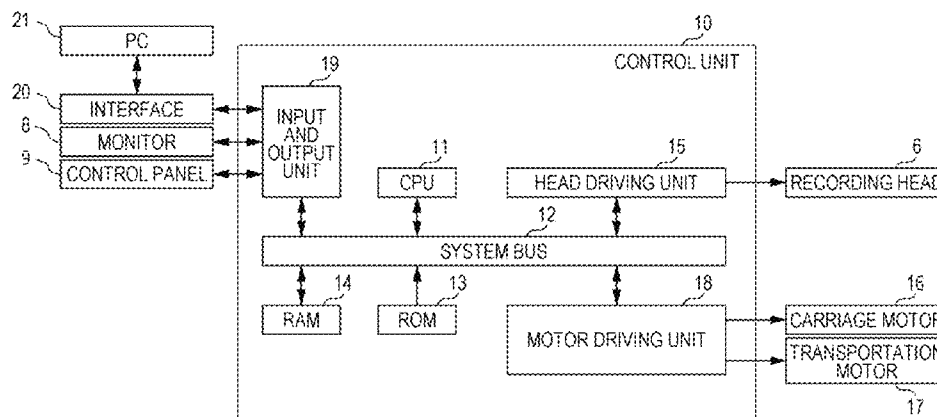 21
PC
10
CONTROL UNIT
19
20
INTERFACE
INPUT
AND
OUTPUT
UNIT
8
MONITOR
9
CONTROL PANEL
11
CPU
15
HEAD DRIVING UNIT
6
RECORDING HEAD
12
SYSTEM BUS
14
RAM
13
ROM
18
MOTOR DRIVING UNIT
16
CARRIAGE MOTOR
TRANSPORTATION
MOTOR
17